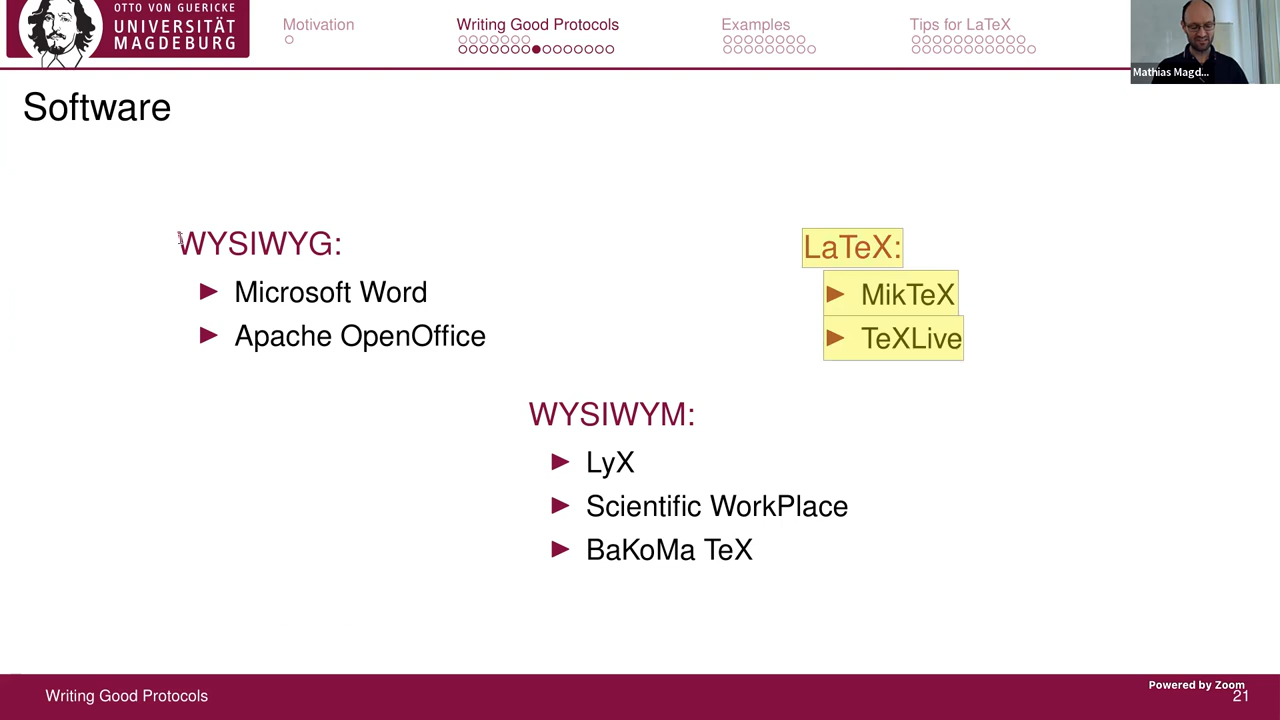 OTTO VON GUERICKE
UNIVERSITÄT
MAGDEBURG
Motivation
Writing Good Protocols
Examples
Tips for LaTeX
Mathias Magd...
Software
WYSIWYG:
Microsoft Word
Apache OpenOffice
LaTeX:
MikTeX
TeXLive
WYSIWYM:
LyX
Scientific WorkPlace
BaKoMa TeX
Writing Good Protocols
Powered by Zoom
21